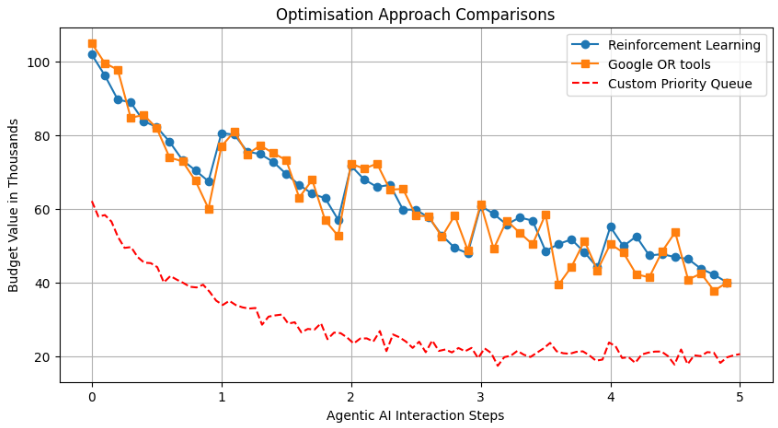 Optimisation Approach Comparisons
Reinforcement Learning
Google OR tools
Custom Priority Queue
Budget Value in Thousands
100
80
60
40
20
0 1 2 3 4 5
Agentic AI Interaction Steps